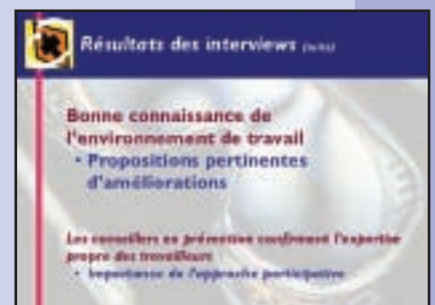 Résultats des interviews (suite)
Bonne connaissance de
l'environnement de travail
• Propositions pertinentes
d'améliorations
Les conseillers en prévention confirment l'expertise
propre des travailleurs
• Importance de l'approche participative